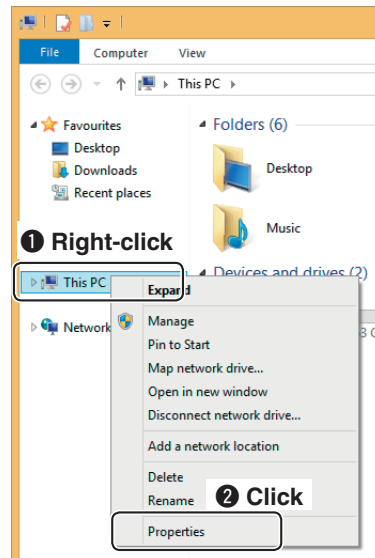 File Computer View
This PC
Favourites
Desktop
Downloads
Recent places
Folders (6)
Desktop
Music
❶ Right-click
Devices and drives (2)
This PC
Network
Expand
Manage
Pin to Start
Map network drive...
Open in new window
Disconnect network drive...
Add a network location
Delete
Rename
❷ Click
Properties